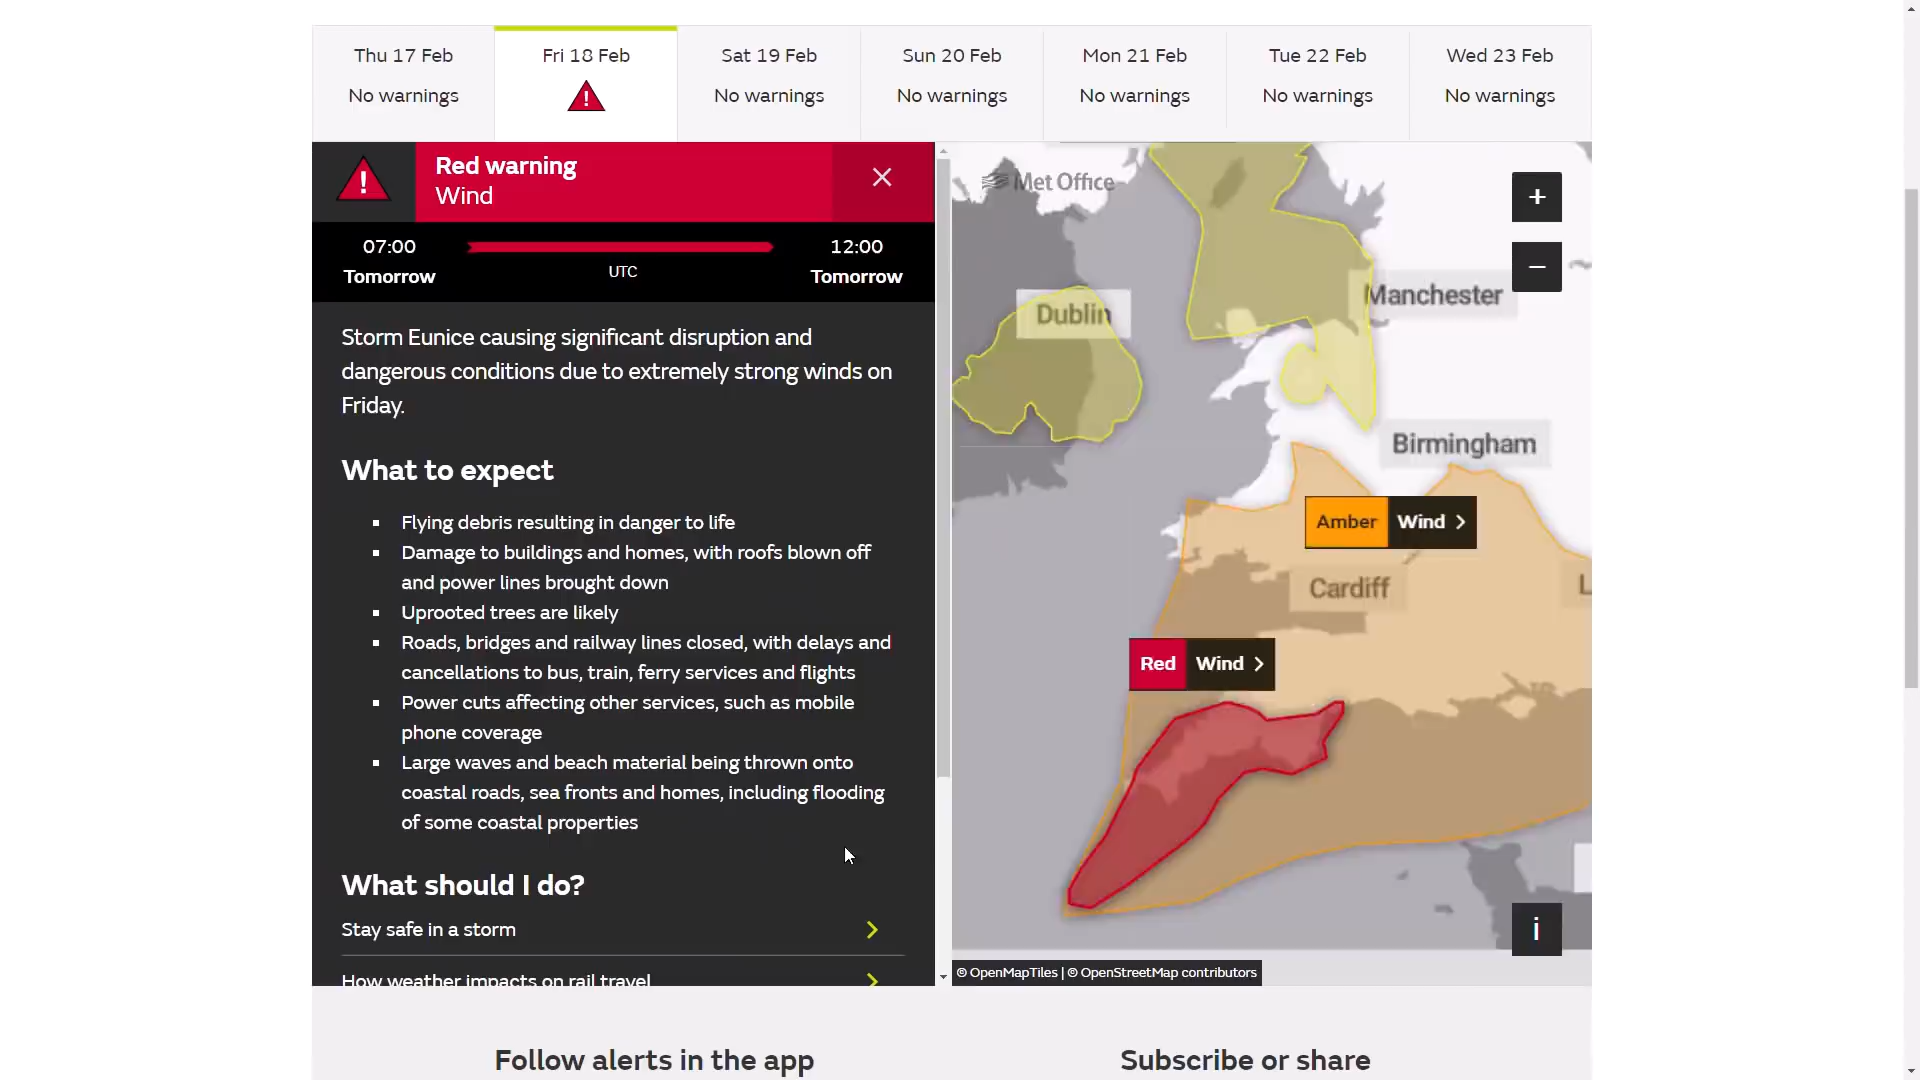 Thu 17 Feb
No warnings
Fri 18 Feb
Sat 19 Feb
No warnings
Sun 20 Feb
No warnings
Mon 21 Feb
No warnings
Tue 22 Feb
No warnings
Wed 23 Feb
No warnings
Red warning
Wind
07:00
Tomorrow
UTC
12:00
Tomorrow
Storm Eunice causing significant disruption and
dangerous conditions due to extremely strong winds on
Friday.
What to expect
Flying debris resulting in danger to life
Damage to buildings and homes, with roofs blown off
and power lines brought down
Uprooted trees are likely
Roads, bridges and railway lines closed, with delays and
cancellations to bus, train, ferry services and flights
Power cuts affecting other services, such as mobile
phone coverage
Large waves and beach material being thrown onto
coastal roads, sea fronts and homes, including flooding
of some coastal properties
What should I do?
Stay safe in a storm
How weather impacts on rail travel
Met Office
+
−
Manchester
Dublin
Birmingham
Amber Wind
Cardiff
L
Red Wind
i
© OpenMapTiles | © OpenStreetMap contributors
Follow alerts in the app
Subscribe or share